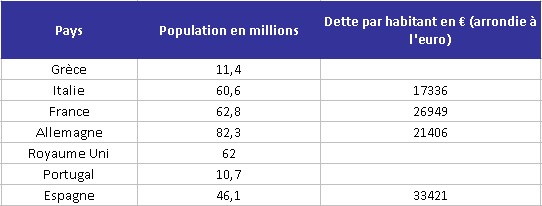 Pays Population en millions Dette par habitant en € (arrondie à
l'euro)
Grèce 11,4
Italie 60,6 17336
France 62,8 26949
Allemagne 82,3 21406
Royaume Uni 62
Portugal 10,7
Espagne 46,1 33421